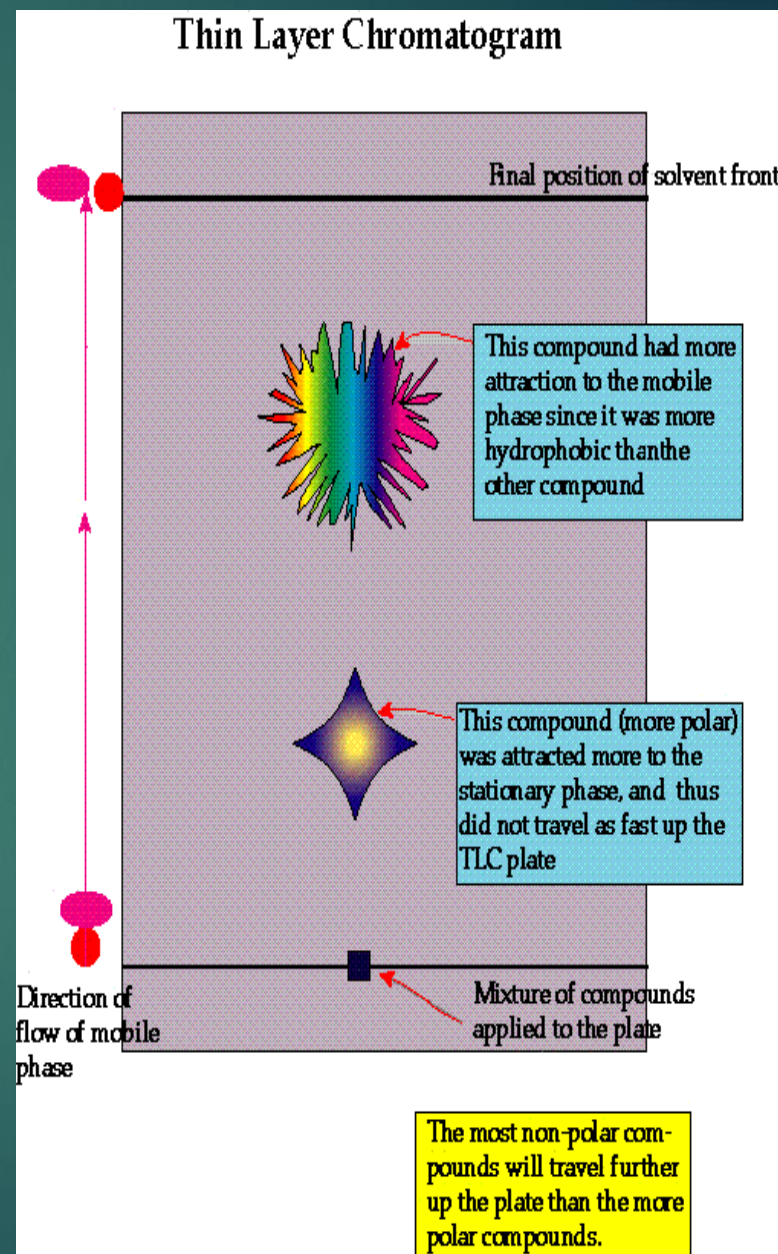 Thin Layer Chromatogram
Final position of solvent front
This compound had more
attraction to the mobile
phase since it was more
hydrophobic thanthe
other compound
This compound (more polar)
was attracted more to the
stationary phase, and thus
did not travel as fast up the
TLC plate
Direction of
flow of mobile
phase
Mixture of compounds
applied to the plate
The most non-polar com-
pounds will travel further
up the plate than the more
polar compounds.